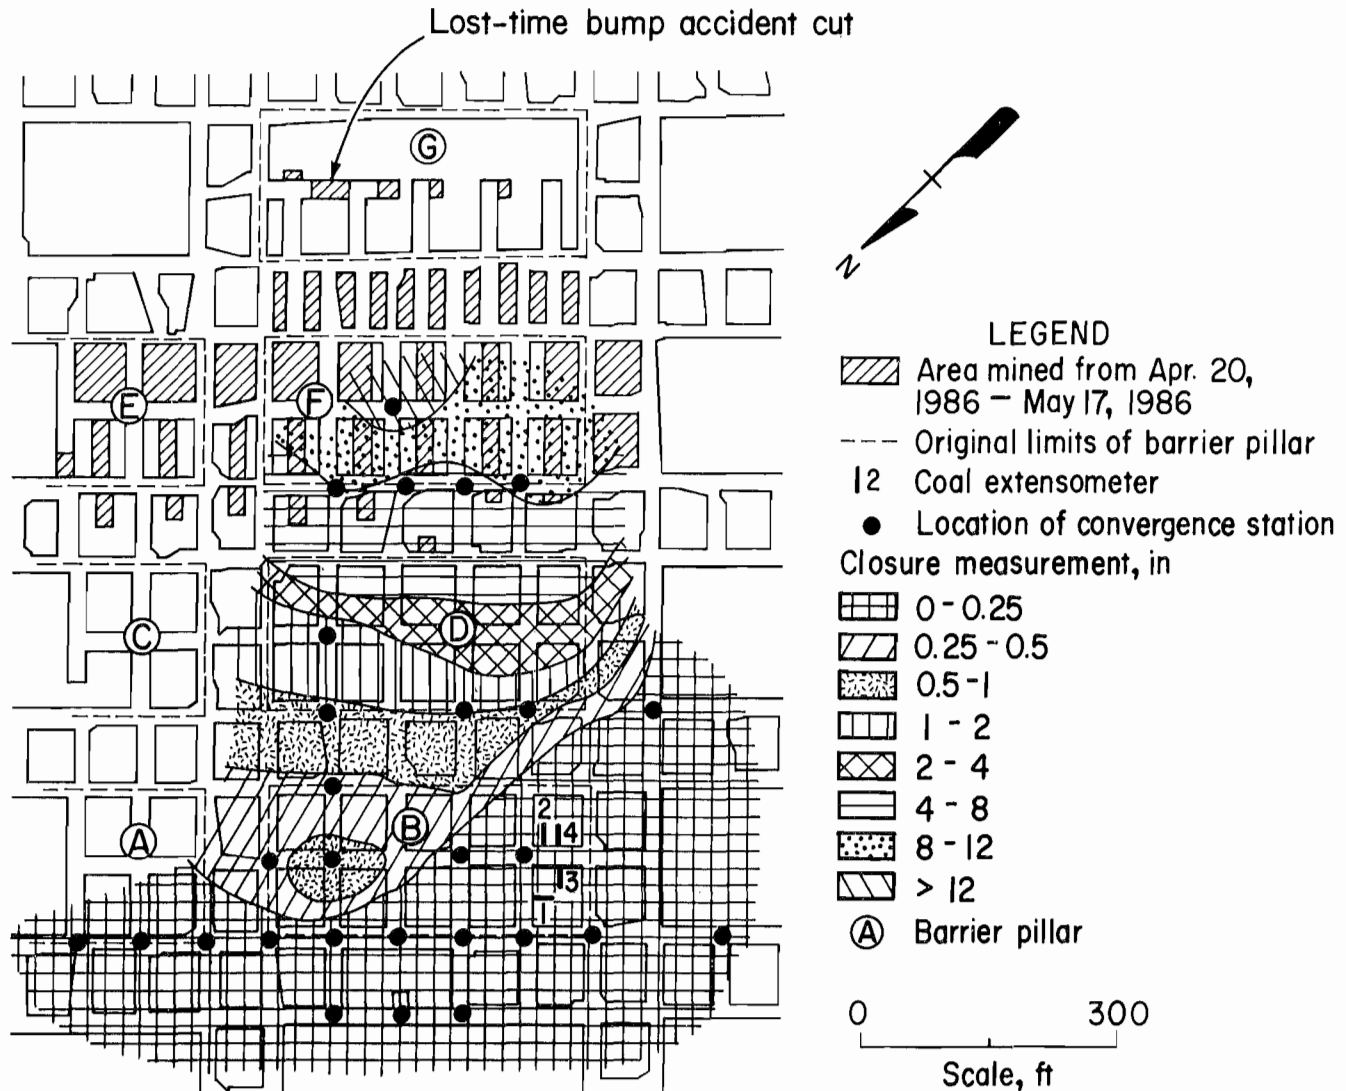 Lost-time bump accident cut
G
E
F
C
D
A
B
2
4
3
1
N
LEGEND
Area mined from Apr. 20,
1986 - May 17, 1986
Original limits of barrier pillar
2 Coal extensometer
Location of convergence station
Closure measurement, in
0 - 0.25
0.25 - 0.5
0.5 - 1
1 - 2
2 - 4
4 - 8
8 - 12
> 12
A Barrier pillar
0 300
Scale, ft